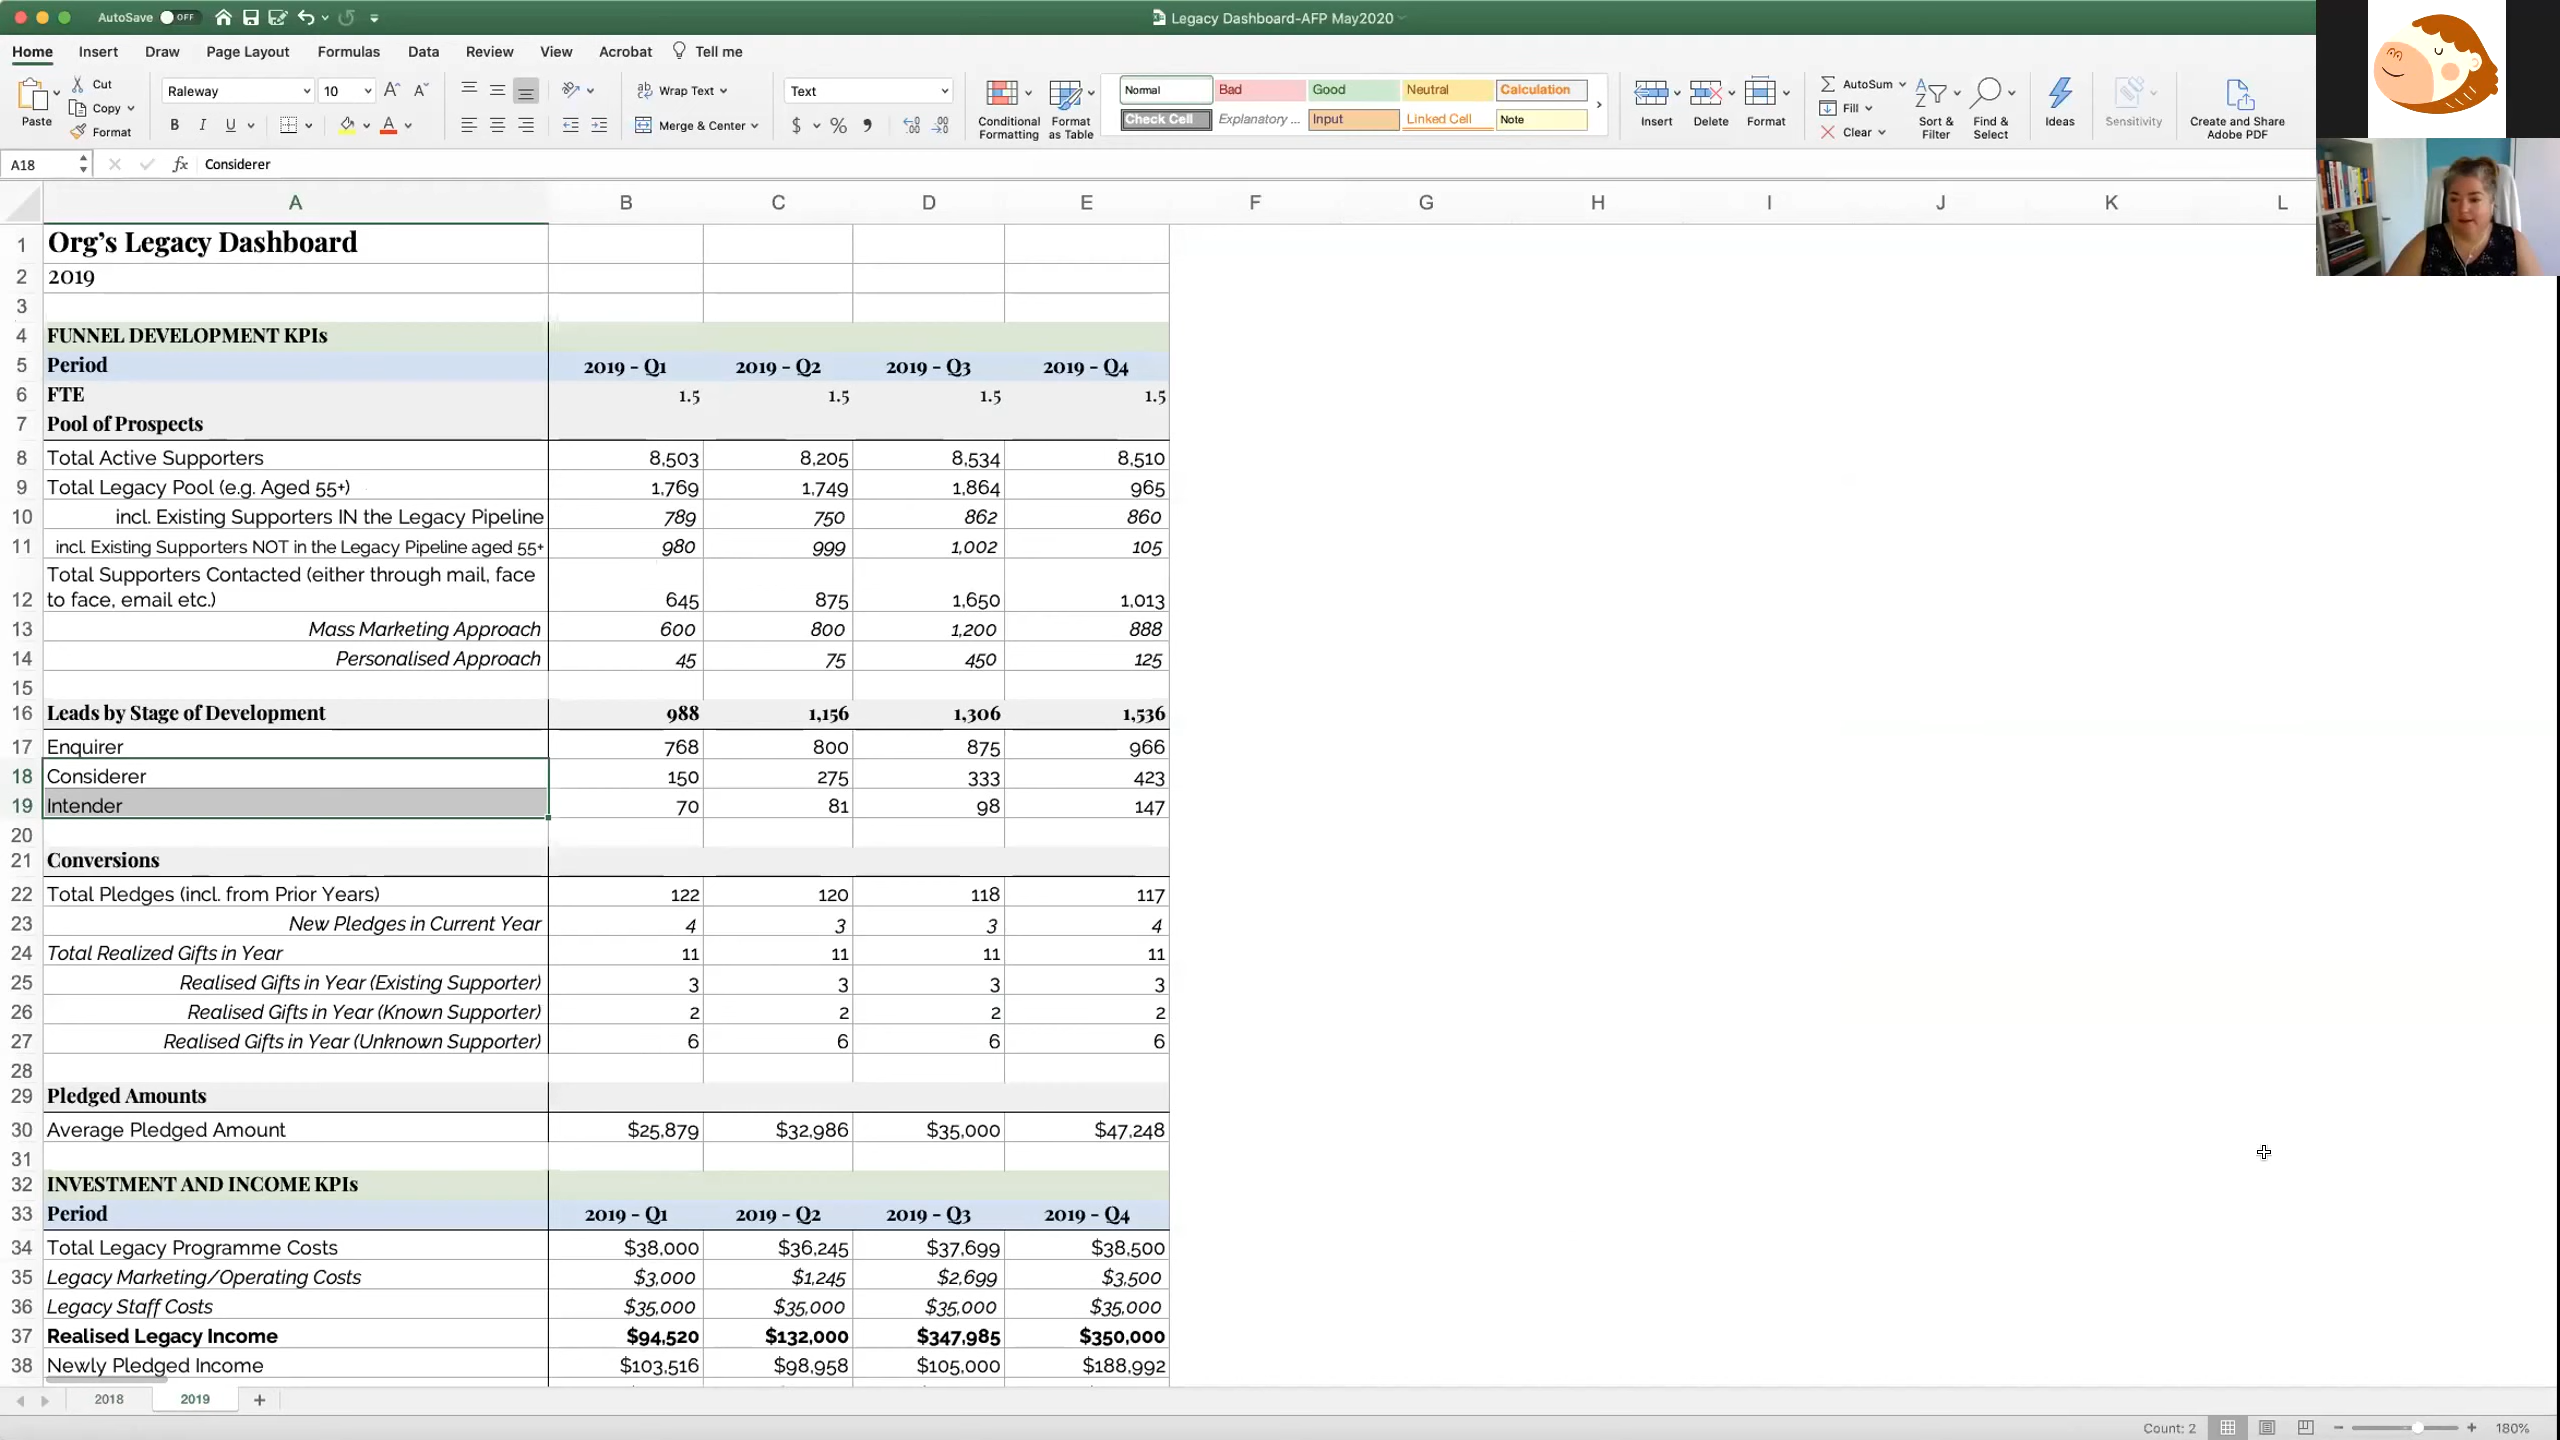 AutoSave OFF
Legacy Dashboard-AFP May2020
Home Insert Draw Page Layout Formulas Data Review View Acrobat Tell me
Paste Cut Copy Format
Raleway 10
B I U
Wrap Text
Merge & Center
Text
$ % ,
Conditional Formatting
Format as Table
Normal Bad Good Neutral Calculation
Check Cell Explanatory ... Input Linked Cell Note
Insert Delete Format
AutoSum
Fill
Clear
Sort & Filter
Find & Select
Ideas
Sensitivity
Create and Share Adobe PDF
A18 fx Considerer
A B C D E F G H I J K L
1 Org's Legacy Dashboard
2 2019
3
4 FUNNEL DEVELOPMENT KPIs
5 Period 2019 - Q1 2019 - Q2 2019 - Q3 2019 - Q4
6 FTE 1.5 1.5 1.5 1.5
7 Pool of Prospects
8 Total Active Supporters 8,503 8,205 8,534 8,510
9 Total Legacy Pool (e.g. Aged 55+) 1,769 1,749 1,864 965
10 incl. Existing Supporters IN the Legacy Pipeline 789 750 862 860
11 incl. Existing Supporters NOT in the Legacy Pipeline aged 55+ 980 999 1,002 105
Total Supporters Contacted (either through mail, face
12 to face, email etc.) 645 875 1,650 1,013
13 Mass Marketing Approach 600 800 1,200 888
14 Personalised Approach 45 75 450 125
15
16 Leads by Stage of Development 988 1,156 1,306 1,536
17 Enquirer 768 800 875 966
18 Considerer 150 275 333 423
19 Intender 70 81 98 147
20
21 Conversions
22 Total Pledges (incl. from Prior Years) 122 120 118 117
23 New Pledges in Current Year 4 3 3 4
24 Total Realized Gifts in Year 11 11 11 11
25 Realised Gifts in Year (Existing Supporter) 3 3 3 3
26 Realised Gifts in Year (Known Supporter) 2 2 2 2
27 Realised Gifts in Year (Unknown Supporter) 6 6 6 6
28
29 Pledged Amounts
30 Average Pledged Amount $25,879 $32,986 $35,000 $47,248
31
32 INVESTMENT AND INCOME KPIs
33 Period 2019 - Q1 2019 - Q2 2019 - Q3 2019 - Q4
34 Total Legacy Programme Costs $38,000 $36,245 $37,699 $38,500
35 Legacy Marketing/Operating Costs $3,000 $1,245 $2,699 $3,500
36 Legacy Staff Costs $35,000 $35,000 $35,000 $35,000
37 Realised Legacy Income $94,520 $132,000 $347,985 $350,000
38 Newly Pledged Income $103,516 $98,958 $105,000 $188,992
2018 2019 +
Count: 2 180%